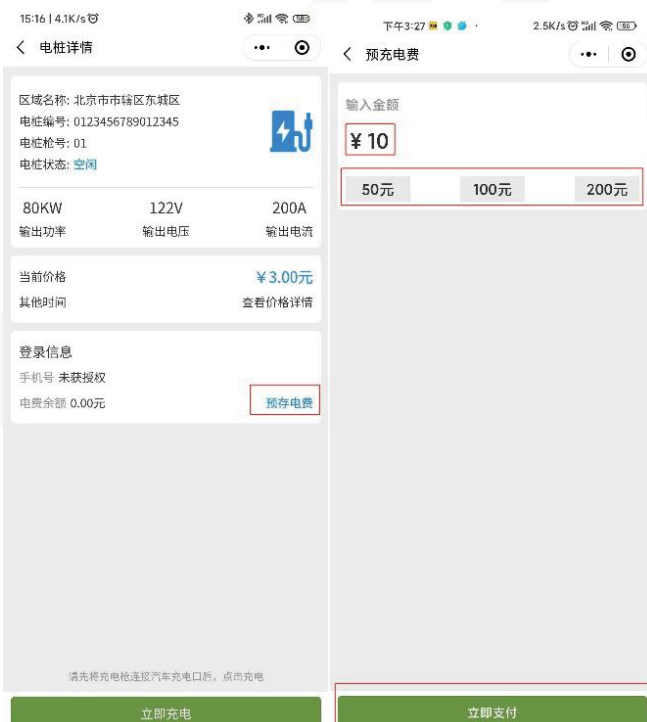 15:16 | 4.1K/s
电桩详情
区域名称: 北京市市辖区东城区
电桩编号: 0123456789012345
电桩枪号: 01
电桩状态: 空闲
80KW 122V 200A
输出功率 输出电压 输出电流
当前价格 ¥3.00元
其他时间 查看价格详情
登录信息
手机号 未获授权
电费余额 0.00元 预存电费
请先将充电枪连接汽车充电口后,点击充电
立即充电
下午3:27 2.5K/s
预充电费
输入金额
¥10
50元 100元 200元
立即支付